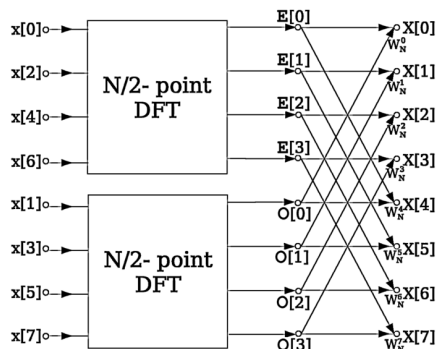 x[0]
x[2]
x[4]
x[6]
x[1]
x[3]
x[5]
x[7]
N/2- point
DFT
N/2- point
DFT
E[0]
E[1]
E[2]
E[3]
O[0]
O[1]
O[2]
O[3]
X[0]
W_N^0
X[1]
W_N^1
X[2]
W_N^2
X[3]
W_N^3
X[4]
W_N^4
X[5]
W_N^5
X[6]
W_N^6
X[7]
W_N^7